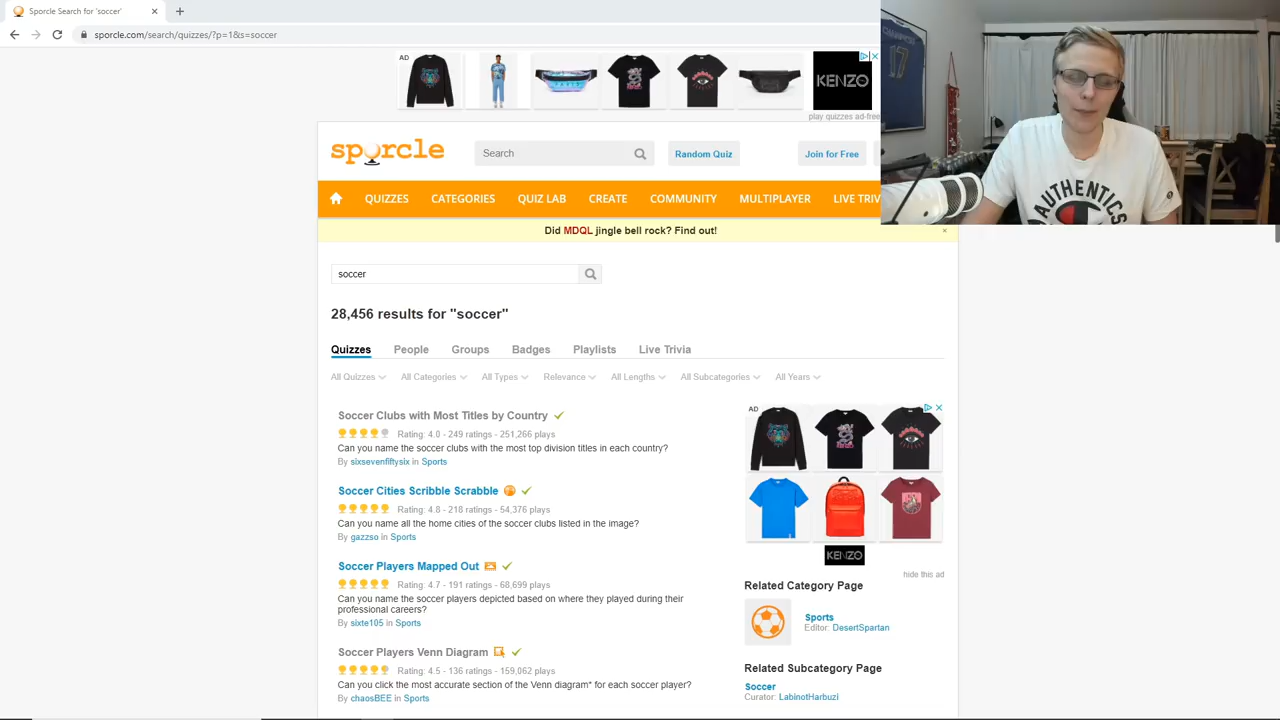 Sporcle Search for 'soccer'
sporcle.com/search/quizzes/?p=1&s=soccer
AD
KENZO
play quizzes ad-free
17
AUTHENTICS
sporcle
Search
Random Quiz
Join for Free
QUIZZES
CATEGORIES
QUIZ LAB
CREATE
COMMUNITY
MULTIPLAYER
LIVE TRIV
Did MDQL jingle bell rock? Find out!
soccer
28,456 results for "soccer"
Quizzes
People
Groups
Badges
Playlists
Live Trivia
All Quizzes
All Categories
All Types
Relevance
All Lengths
All Subcategories
All Years
Soccer Clubs with Most Titles by Country
Rating: 4.0 - 249 ratings - 251,266 plays
Can you name the soccer clubs with the most top division titles in each country?
By sixsevenfiftysix in Sports
Soccer Cities Scribble Scrabble
Rating: 4.8 - 218 ratings - 54,376 plays
Can you name all the home cities of the soccer clubs listed in the image?
By gazzso in Sports
Soccer Players Mapped Out
Rating: 4.7 - 191 ratings - 68,699 plays
Can you name the soccer players depicted based on where they played during their
professional careers?
By sixte105 in Sports
Soccer Players Venn Diagram
Rating: 4.5 - 136 ratings - 159,062 plays
Can you click the most accurate section of the Venn diagram* for each soccer player?
By chaosBEE in Sports
AD
KENZO
hide this ad
Related Category Page
Sports
Editor: DesertSpartan
Related Subcategory Page
Soccer
Curator: LabinotHarbuzi